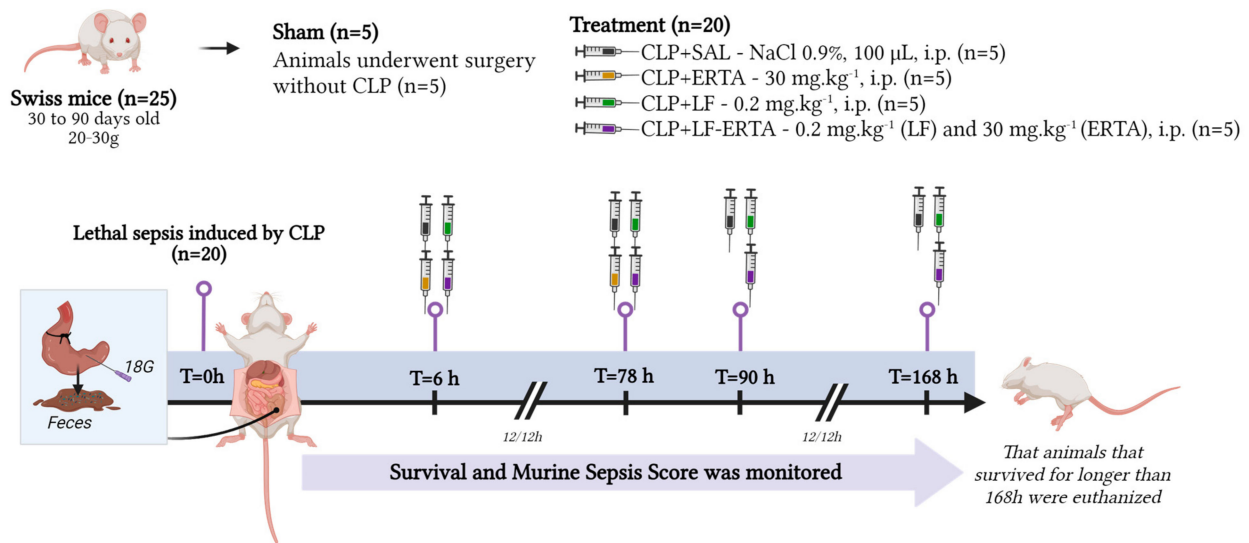 Swiss mice (n=25)
30 to 90 days old
20-30g
Sham (n=5)
Animals underwent surgery
without CLP (n=5)
Treatment (n=20)
CLP+SAL - NaCl 0.9%, 100 μL, i.p. (n=5)
CLP+ERTA - 30 mg.kg⁻¹, i.p. (n=5)
CLP+LF - 0.2 mg.kg⁻¹, i.p. (n=5)
CLP+LF-ERTA - 0.2 mg.kg⁻¹ (LF) and 30 mg.kg⁻¹ (ERTA), i.p. (n=5)
Lethal sepsis induced by CLP
(n=20)
18G
Feces
T=0h
T=6 h
T=78 h
T=90 h
T=168 h
12/12h
12/12h
Survival and Murine Sepsis Score was monitored
That animals that
survived for longer than
168h were euthanized